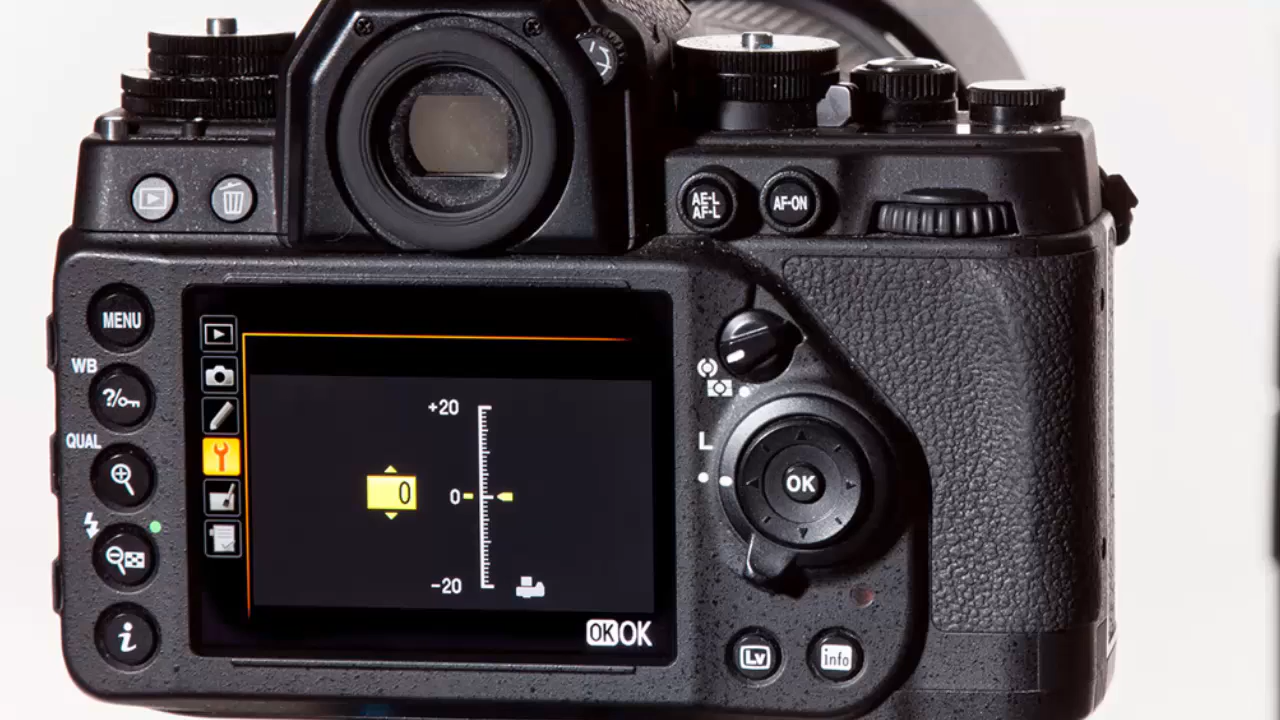 AE-L
AF-L
AF-ON
MENU
WB
?/
QUAL
i
+20
0
0
-20
OK OK
L
OK
Lv
info